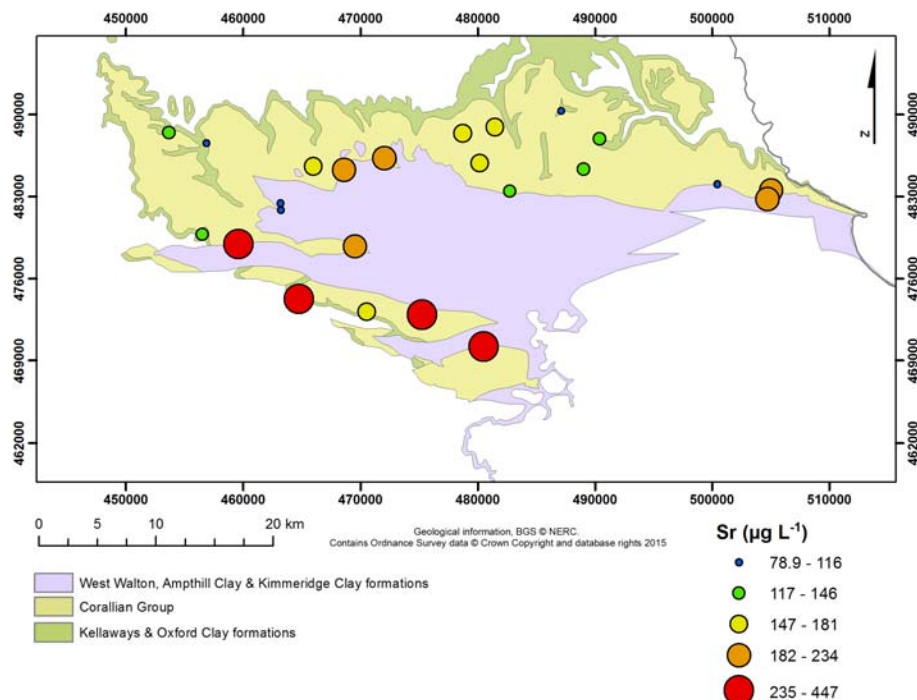 450000 460000 470000 480000 490000 500000 510000
490000 490000
483000 483000
476000 476000
469000 469000
462000 462000
N
450000 460000 470000 480000 490000 500000 510000
0 5 10 20 km
Geological information, BGS © NERC.
Contains Ordnance Survey data © Crown Copyright and database rights 2015
West Walton, Ampthill Clay & Kimmeridge Clay formations
Corallian Group
Kellaways & Oxford Clay formations
Sr (µg L⁻¹)
78.9 - 116
117 - 146
147 - 181
182 - 234
235 - 447